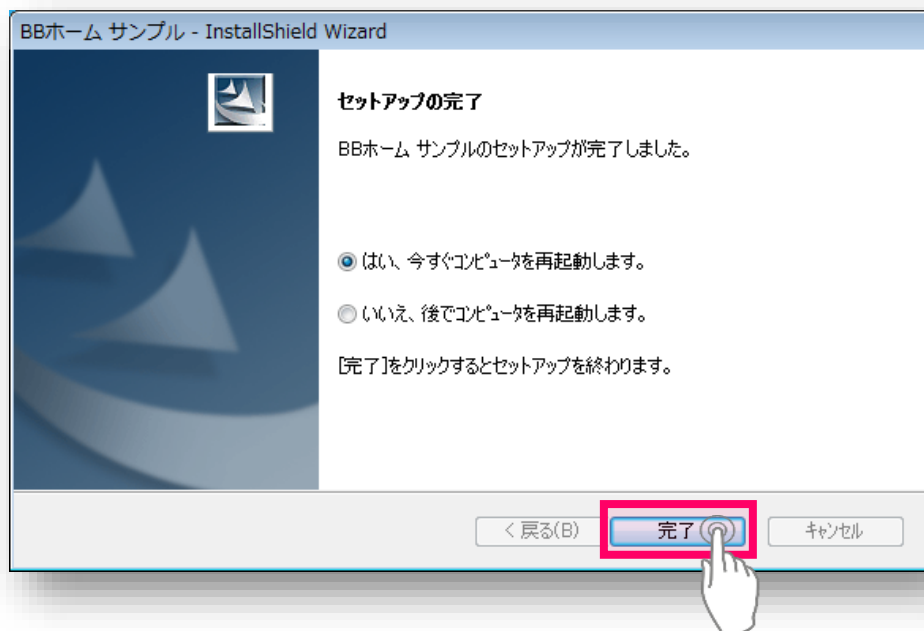 BBホーム サンプル - InstallShield Wizard
セットアップの完了
BBホーム サンプルのセットアップが完了しました。
はい、今すぐコンピュータを再起動します。
いいえ、後でコンピュータを再起動します。
[完了]をクリックするとセットアップを終わります。
< 戻る(B) 完了 キャンセル